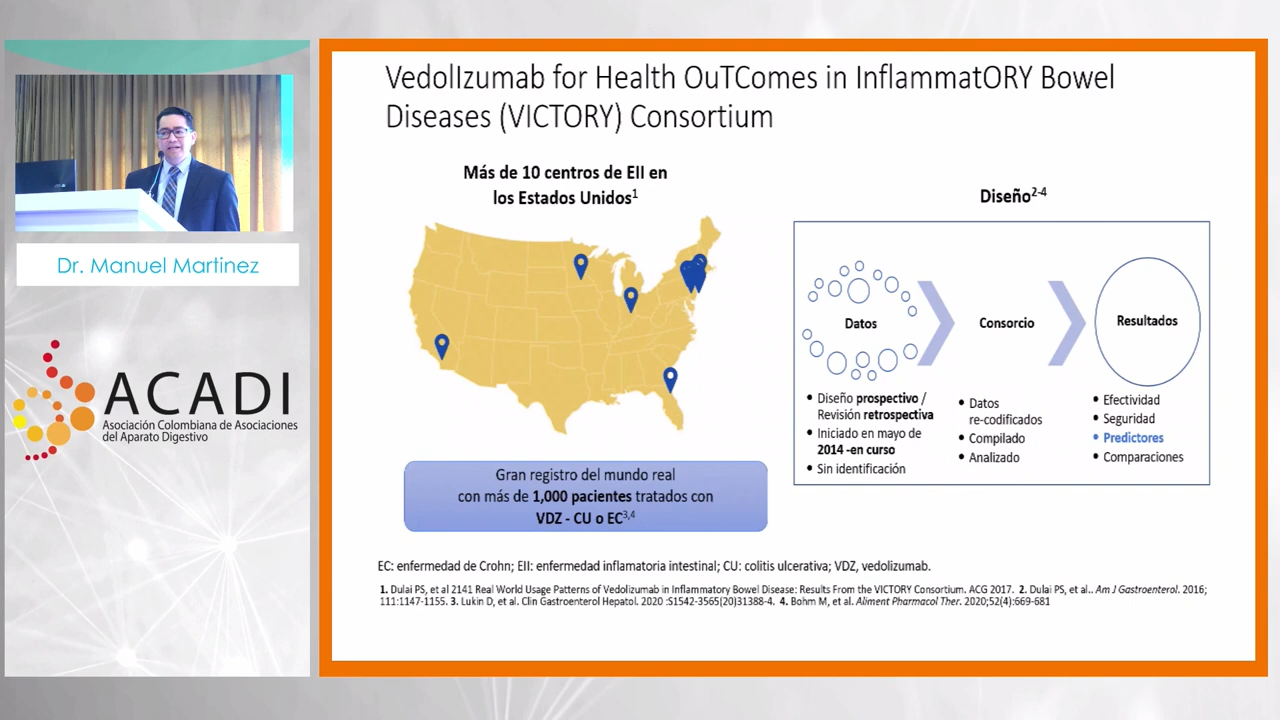 Dr. Manuel Martinez
ACADI
Asociación Colombiana de Asociaciones
del Aparato Digestivo
VedolIzumab for Health OuTComes in InflammatORY Bowel
Diseases (VICTORY) Consortium
Más de 10 centros de EII en
los Estados Unidos1
Gran registro del mundo real
con más de 1,000 pacientes tratados con
VDZ - CU o EC3,4
Diseño2-4
Datos
Consorcio
Resultados
• Diseño prospectivo /
Revisión retrospectiva
• Iniciado en mayo de
2014 -en curso
• Sin identificación
• Datos
re-codificados
• Compilado
• Analizado
• Efectividad
• Seguridad
• Predictores
• Comparaciones
EC: enfermedad de Crohn; EII: enfermedad inflamatoria intestinal; CU: colitis ulcerativa; VDZ, vedolizumab.
1. Dulai PS, et al 2141 Real World Usage Patterns of Vedolizumab in Inflammatory Bowel Disease: Results From the VICTORY Consortium. ACG 2017. 2. Dulai PS, et al.. Am J Gastroenterol. 2016;
111:1147-1155. 3. Lukin D, et al. Clin Gastroenterol Hepatol. 2020 :S1542-3565(20)31388-4. 4. Bohm M, et al. Aliment Pharmacol Ther. 2020;52(4):669-681